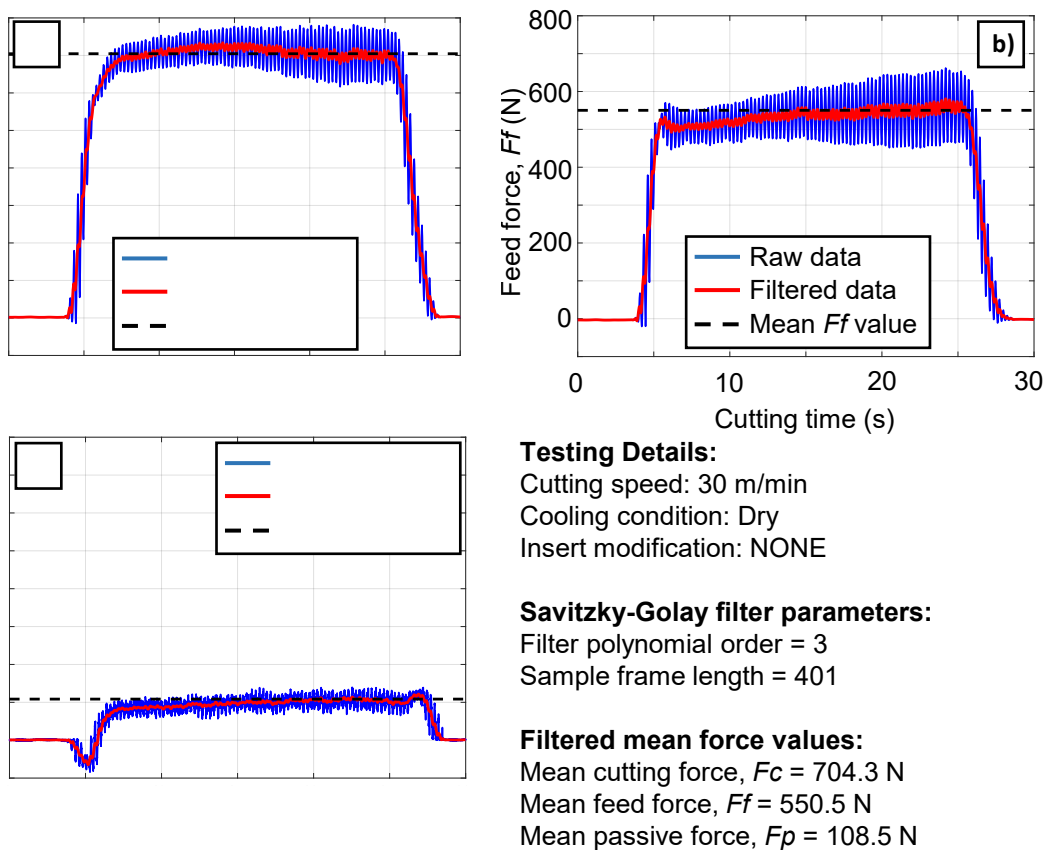 b)
800
600
400
200
0
Feed force, Ff (N)
Raw data
Filtered data
Mean Ff value
0 10 20 30
Cutting time (s)
Testing Details:
Cutting speed: 30 m/min
Cooling condition: Dry
Insert modification: NONE
Savitzky-Golay filter parameters:
Filter polynomial order = 3
Sample frame length = 401
Filtered mean force values:
Mean cutting force, Fc = 704.3 N
Mean feed force, Ff = 550.5 N
Mean passive force, Fp = 108.5 N